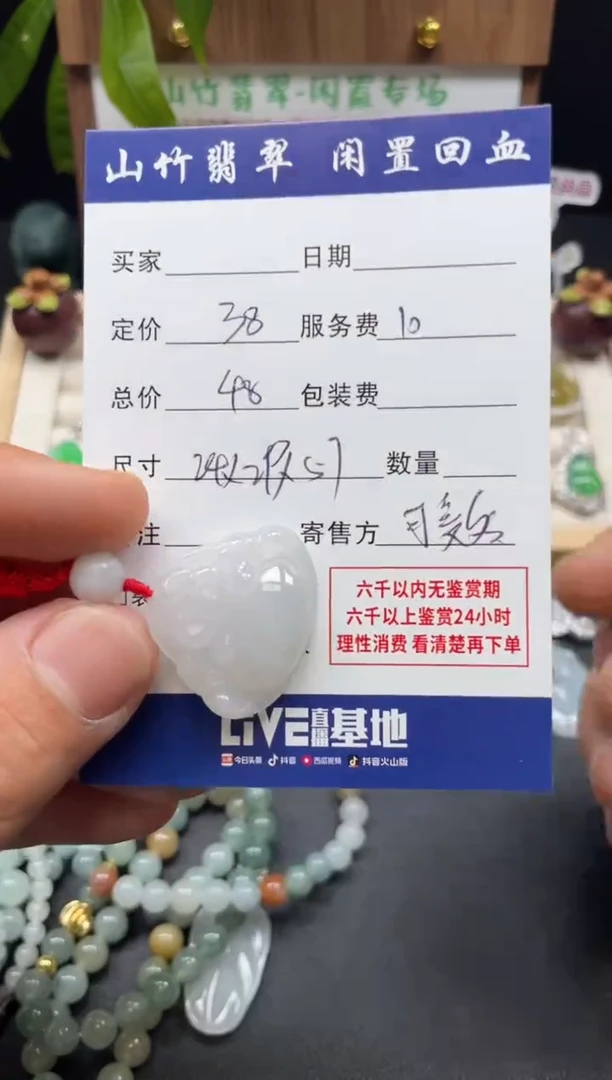 山竹翡翠-闲置专场
山竹翡翠 闲置回血
买家 日期
定价 38 服务费 10
总价 48 包装费
尺寸 数量
注 寄售方
六千以内无鉴赏期
六千以上鉴赏24小时
理性消费 看清楚再下单
LIVE直播基地
今日头条 抖音 西瓜视频 抖音火山版